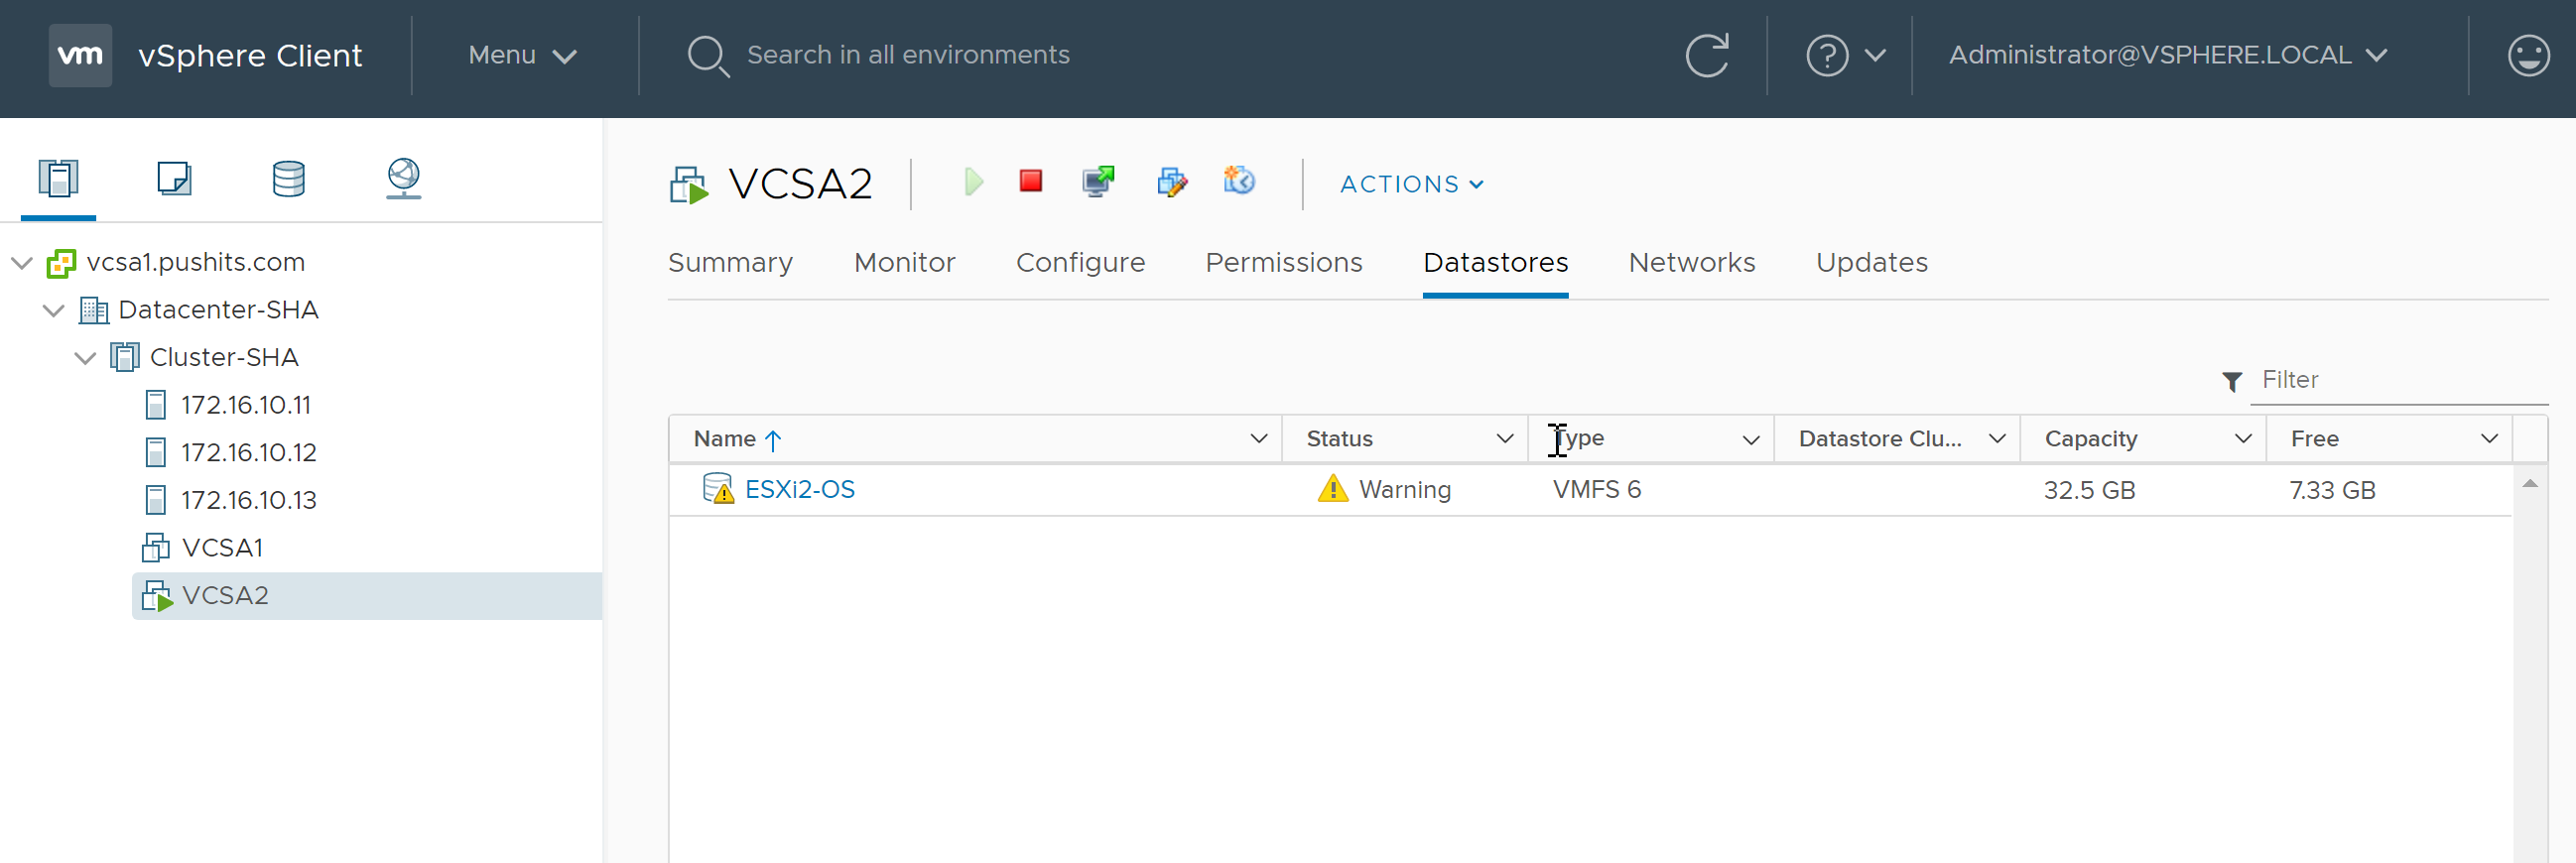 vm vSphere Client Menu Search in all environments ? Administrator@VSPHERE.LOCAL
VCSA2 ACTIONS
Summary Monitor Configure Permissions Datastores Networks Updates
vcsa1.pushits.com
Datacenter-SHA
Cluster-SHA
172.16.10.11
172.16.10.12
172.16.10.13
VCSA1
VCSA2
Filter
Name Status Type Datastore Clu... Capacity Free
ESXi2-OS Warning VMFS 6 32.5 GB 7.33 GB